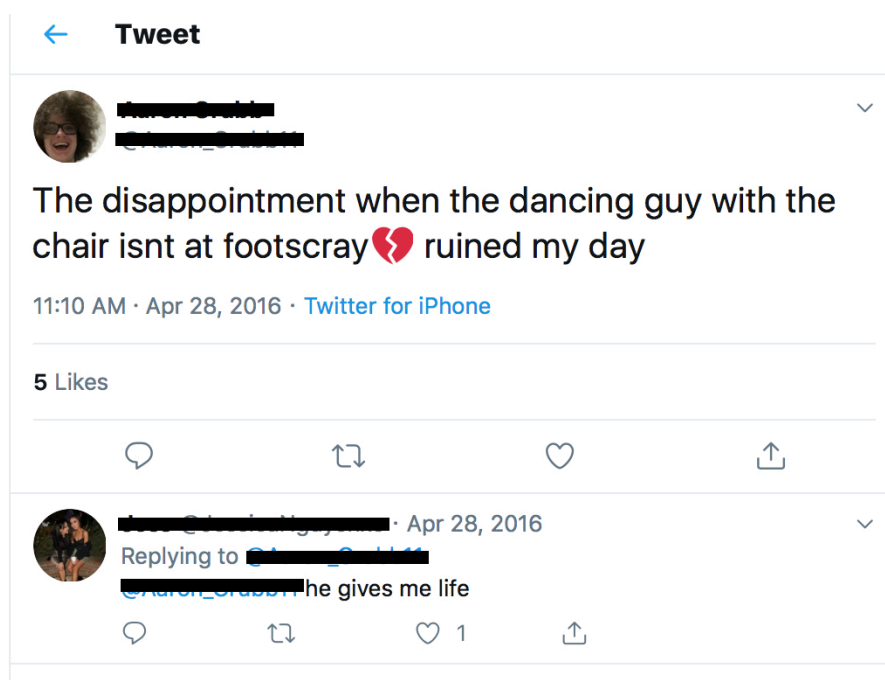 Tweet
The disappointment when the dancing guy with the
chair isnt at footscray💔 ruined my day
11:10 AM · Apr 28, 2016 · Twitter for iPhone
5 Likes
· Apr 28, 2016
Replying to
he gives me life
1